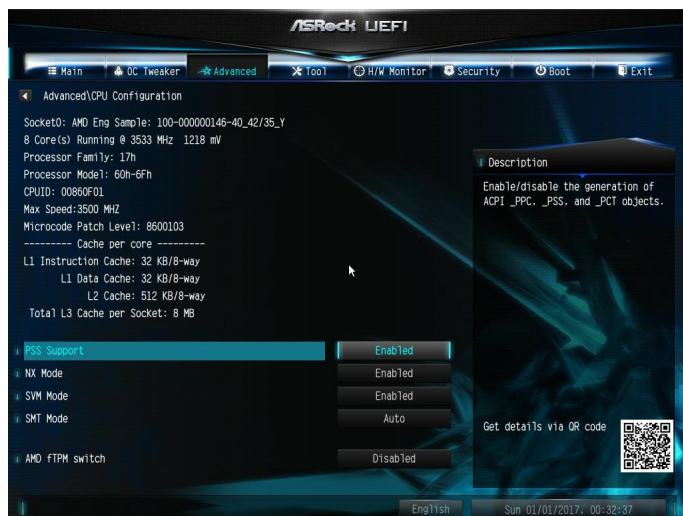 ASRock UEFI
Main OC Tweaker Advanced Tool H/W Monitor Security Boot Exit
Advanced\CPU Configuration
Socket0: AMD Eng Sample: 100-000000146-40_42/35_Y
8 Core(s) Running @ 3533 MHz 1218 mV
Processor Family: 17h
Processor Model: 60h-6Fh
CPUID: 00860F01
Max Speed:3500 MHZ
Microcode Patch Level: 8600103
--------- Cache per core ---------
L1 Instruction Cache: 32 KB/8-way
L1 Data Cache: 32 KB/8-way
L2 Cache: 512 KB/8-way
Total L3 Cache per Socket: 8 MB
PSS Support Enabled
NX Mode Enabled
SVM Mode Enabled
SMT Mode Auto
AMD fTPM switch Disabled
Description
Enable/disable the generation of
ACPI _PPC, _PSS, and _PCT objects.
Get details via QR code
English Sun 01/01/2017, 00:32:37